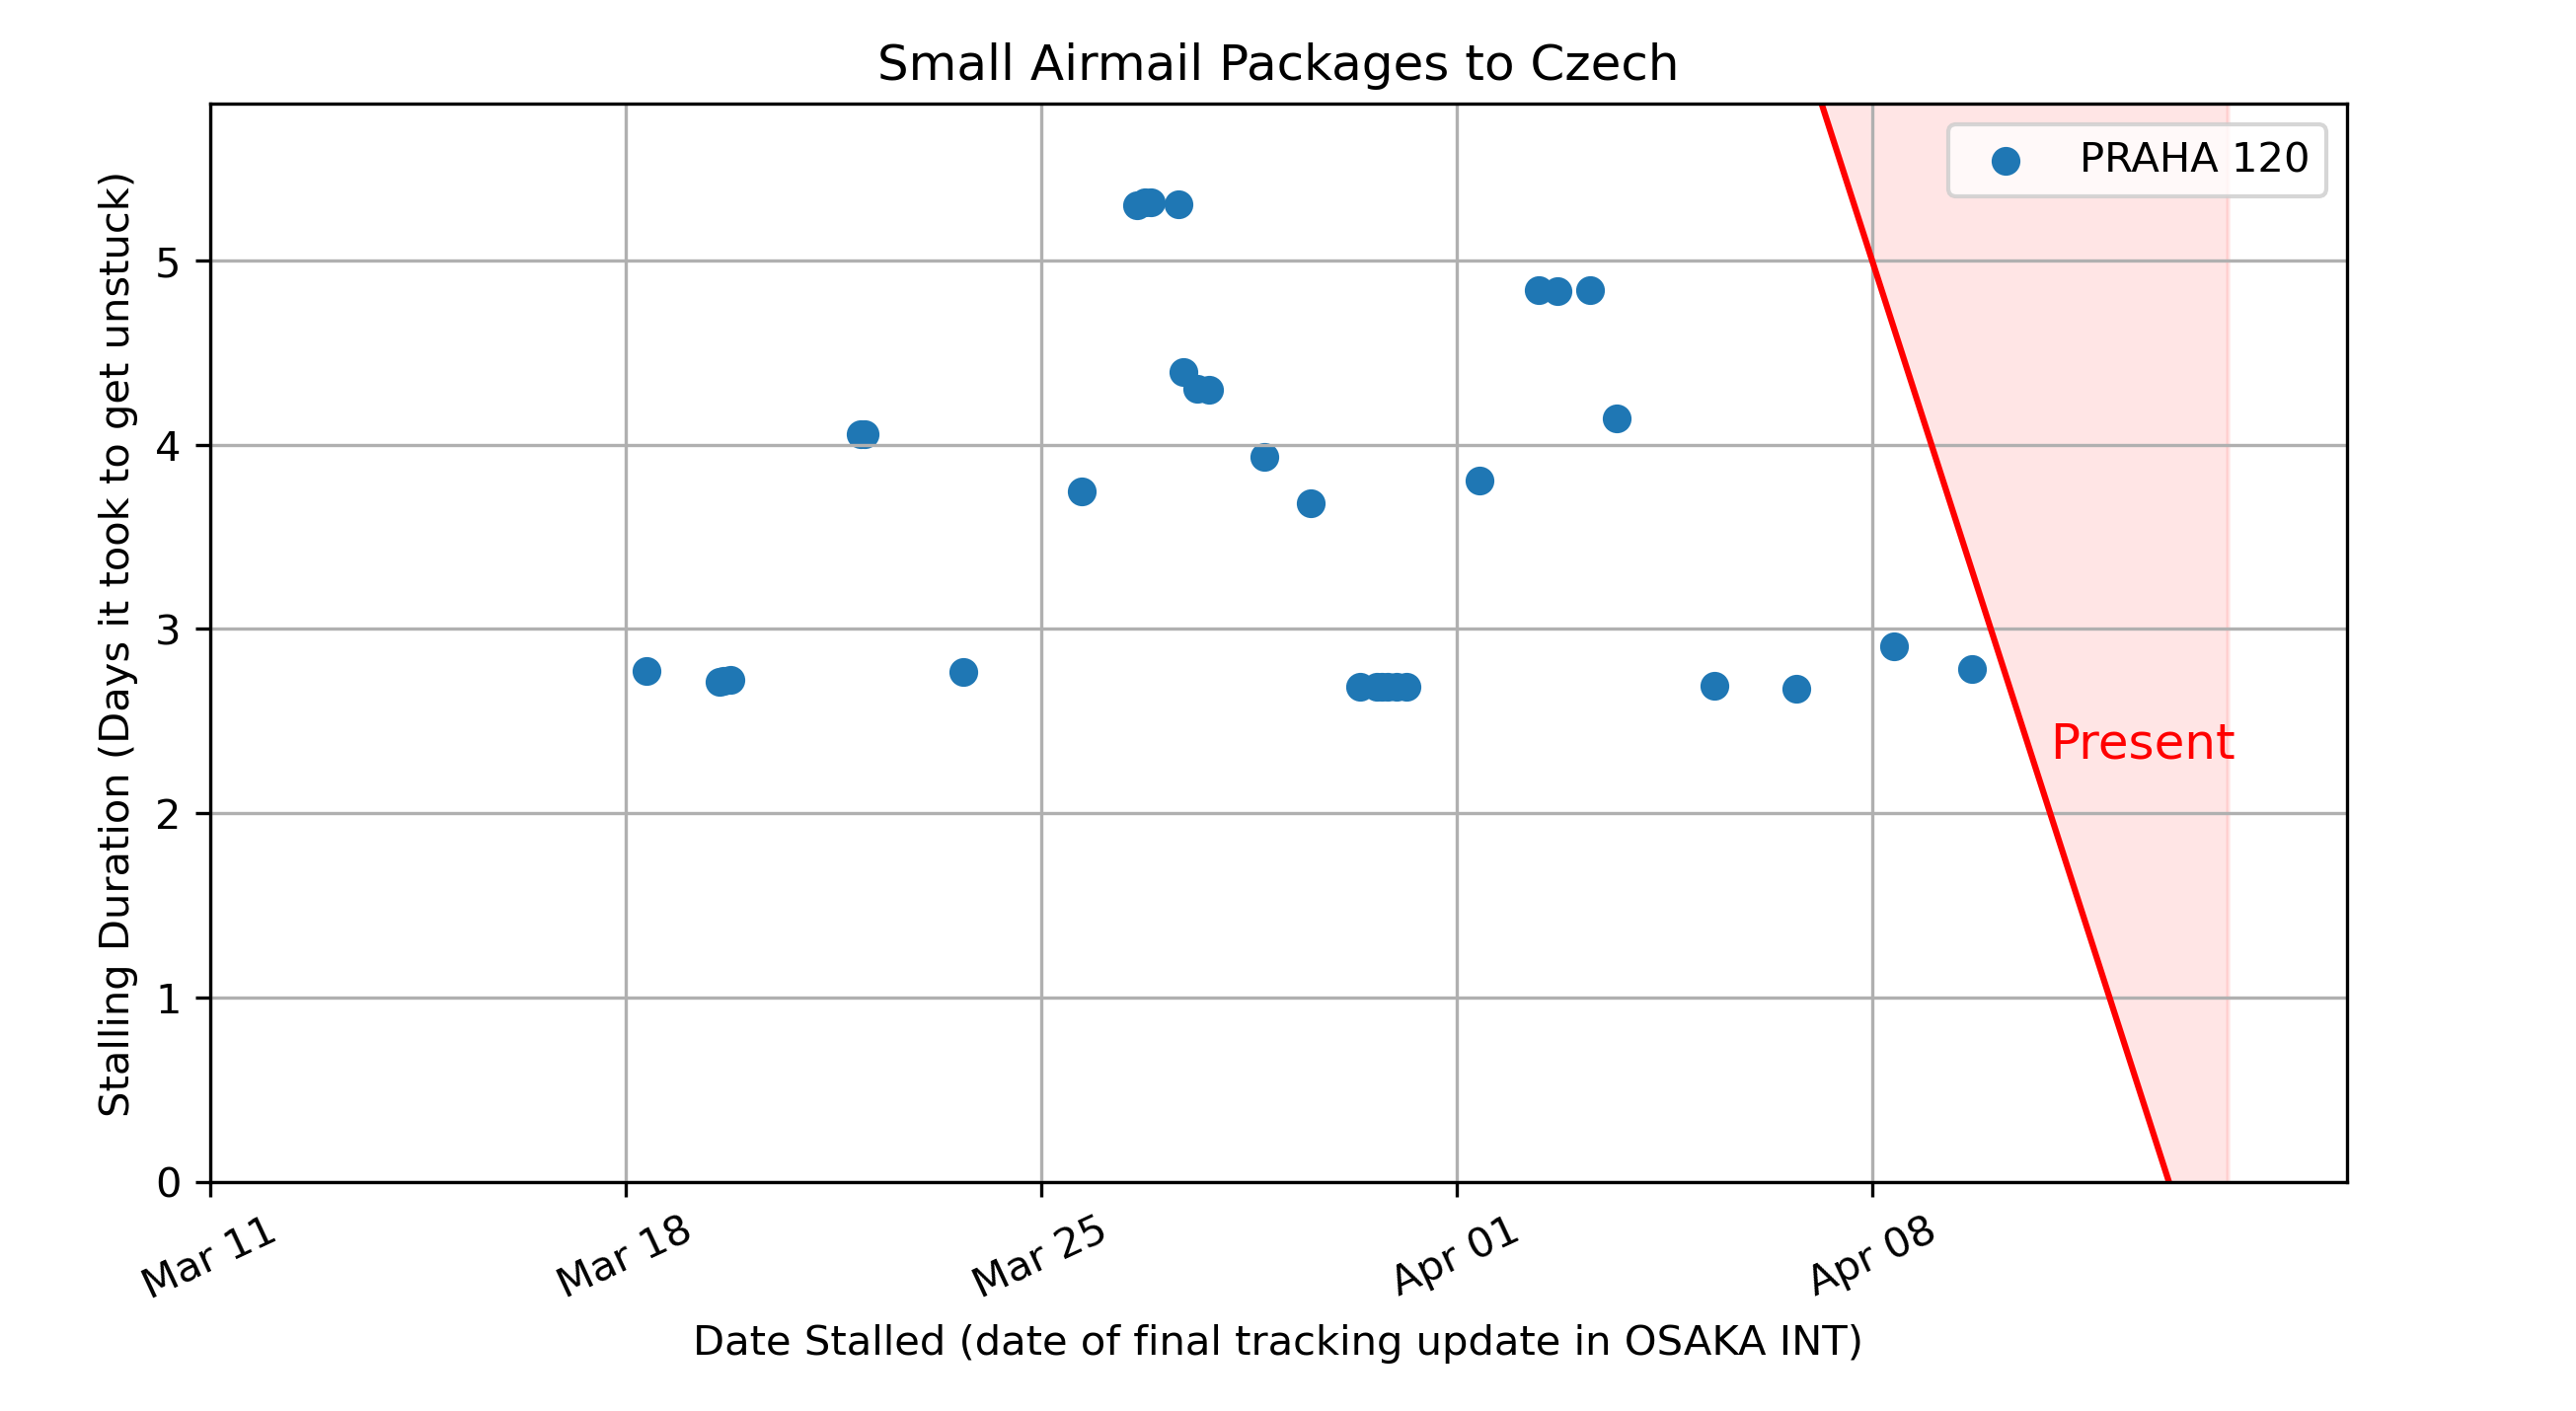 Small Airmail Packages to Czech
PRAHA 120
Stalling Duration (Days it took to get unstuck)
5
4
3
2
1
0
Present
Mar 11
Mar 18
Mar 25
Apr 01
Apr 08
Date Stalled (date of final tracking update in OSAKA INT)